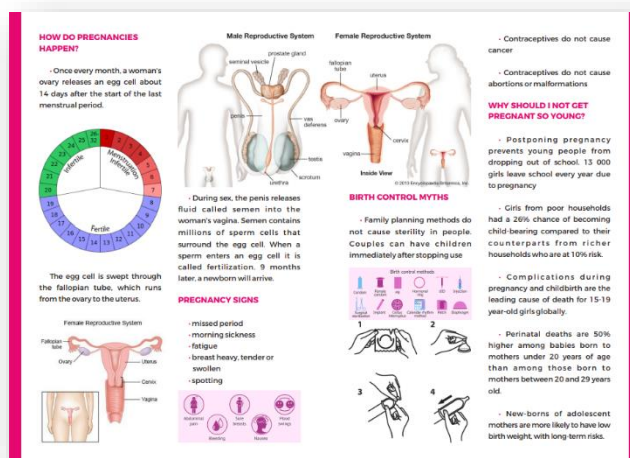 HOW DO PREGNANCIES
HAPPEN?
- Once every month, a woman's
ovary releases an egg cell about
14 days after the start of the last
menstrual period.
Menstruation
Infertile
Infertile
Fertile
The egg cell is swept through
the fallopian tube, which runs
from the ovary to the uterus.
Female Reproductive System
Fallopian
tube
Ovary
Uterus
Cervix
Vagina
Male Reproductive System
prostate gland
seminal vesicle
penis
vas
deferens
testis
scrotum
urethra
- During sex, the penis releases
fluid called semen into the
woman's vagina. Semen contains
millions of sperm cells that
surround the egg cell. When a
sperm enters an egg cell it is
called fertilization. 9 months
later, a newborn will arrive.
PREGNANCY SIGNS
- missed period
- morning sickness
- fatigue
- breast heavy, tender or
swollen
- spotting
Abdominal
pain
Bleeding
Sore
breasts
Nausea
Mood
swings
Female Reproductive System
fallopian
tube
uterus
ovary
cervix
vagina
Inside View
BIRTH CONTROL MYTHS
- Family planning methods do
not cause sterility in people.
Couples can have children
immediately after stopping use
Birth control methods
1
2
3
4
- Contraceptives do not cause
cancer
- Contraceptives do not cause
abortions or malformations
WHY SHOULD I NOT GET
PREGNANT SO YOUNG?
- Postponing pregnancy
prevents young people from
dropping out of school. 13 000
girls leave school every year due
to pregnancy
- Girls from poor households
had a 26% chance of becoming
child-bearing compared to their
counterparts from richer
households who are at 10% risk.
- Complications during
pregnancy and childbirth are the
leading cause of death for 15-19
year-old girls globally.
- Perinatal deaths are 50%
higher among babies born to
mothers under 20 years of age
than among those born to
mothers between 20 and 29 years
old.
- New-borns of adolescent
mothers are more likely to have low
birth weight, with long-term risks.